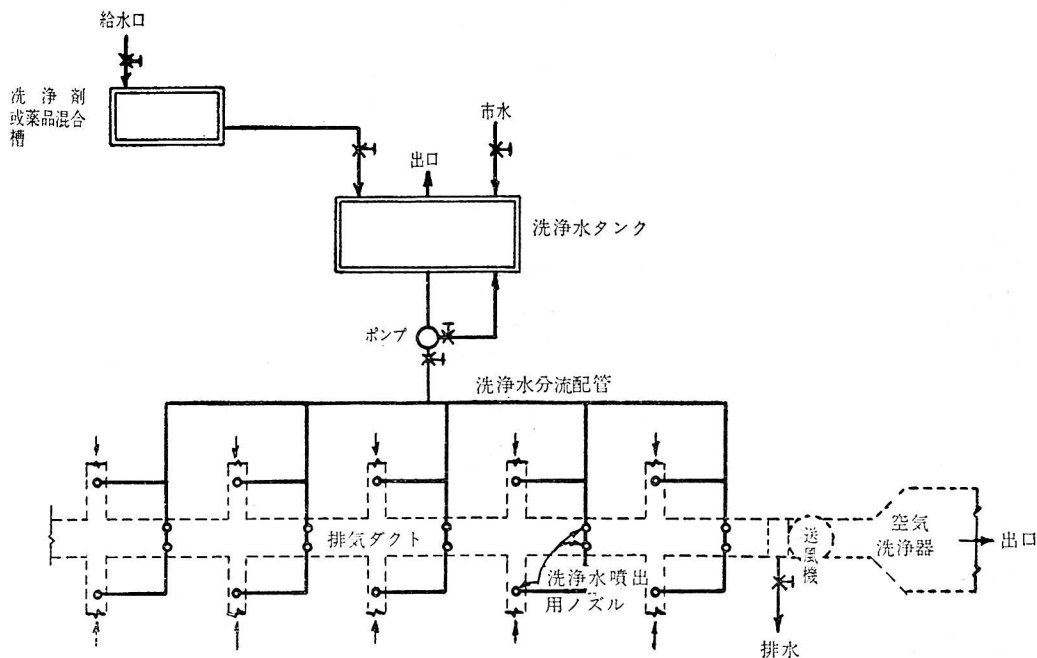 給水口
洗浄剤
或薬品混合
槽
市水
出口
洗浄水タンク
ポンプ
洗浄水分流配管
排気ダクト
送風機
空気
洗浄器
出口
洗浄水噴出
用ノズル
排水